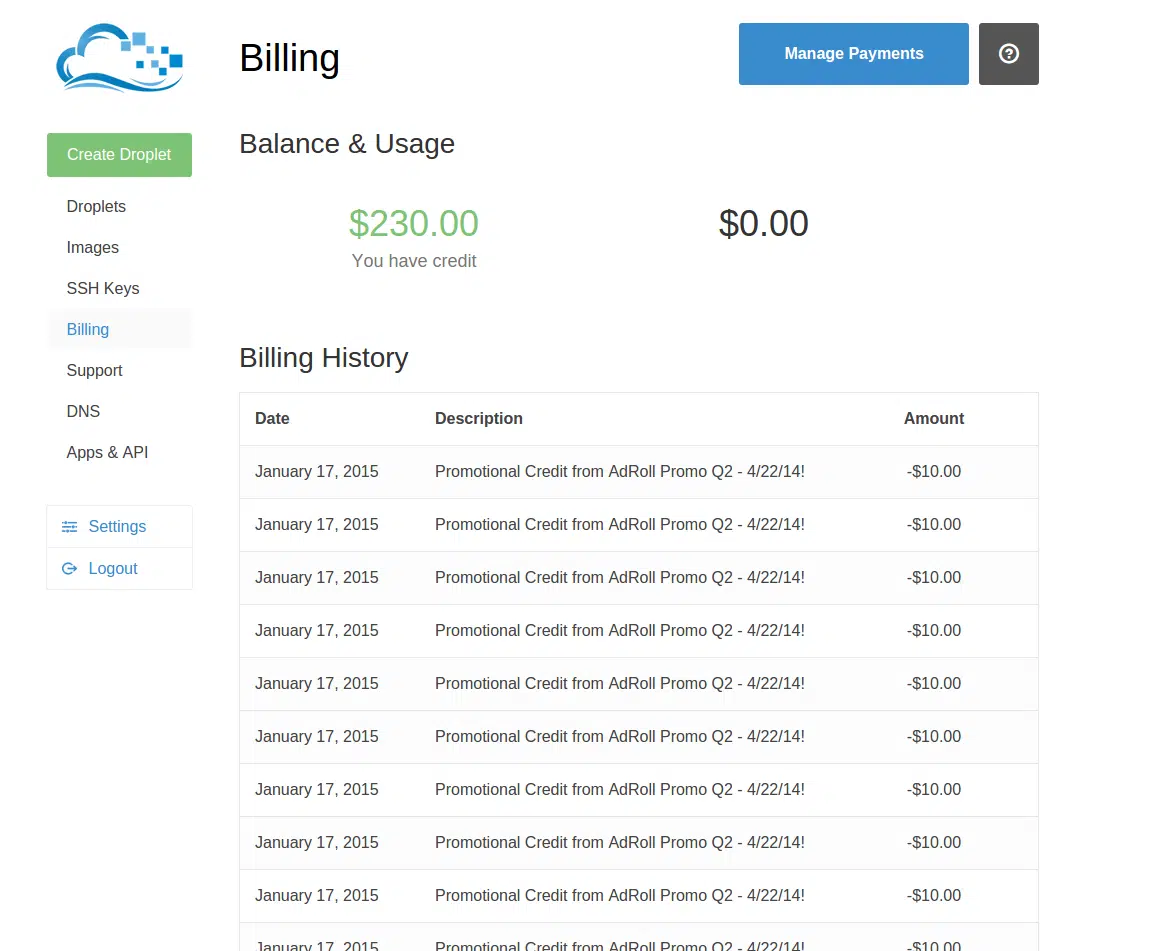 Billing
Manage Payments
Create Droplet
Droplets
Images
SSH Keys
Billing
Support
DNS
Apps & API
Settings
Logout
Balance & Usage
$230.00
You have credit
$0.00
Billing History
Date Description Amount
January 17, 2015 Promotional Credit from AdRoll Promo Q2 - 4/22/14! -$10.00
January 17, 2015 Promotional Credit from AdRoll Promo Q2 - 4/22/14! -$10.00
January 17, 2015 Promotional Credit from AdRoll Promo Q2 - 4/22/14! -$10.00
January 17, 2015 Promotional Credit from AdRoll Promo Q2 - 4/22/14! -$10.00
January 17, 2015 Promotional Credit from AdRoll Promo Q2 - 4/22/14! -$10.00
January 17, 2015 Promotional Credit from AdRoll Promo Q2 - 4/22/14! -$10.00
January 17, 2015 Promotional Credit from AdRoll Promo Q2 - 4/22/14! -$10.00
January 17, 2015 Promotional Credit from AdRoll Promo Q2 - 4/22/14! -$10.00
January 17, 2015 Promotional Credit from AdRoll Promo Q2 - 4/22/14! -$10.00
January 17, 2015 Promotional Credit from AdRoll Promo Q2 - 4/22/14! -$10.00